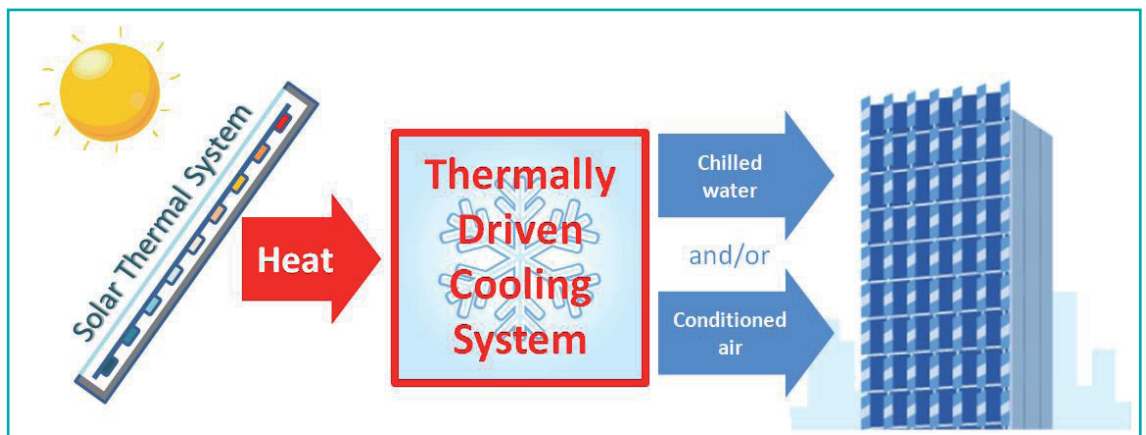 Solar Thermal System
Heat
Thermally
Driven
Cooling
System
Chilled
water
and/or
Conditioned
air